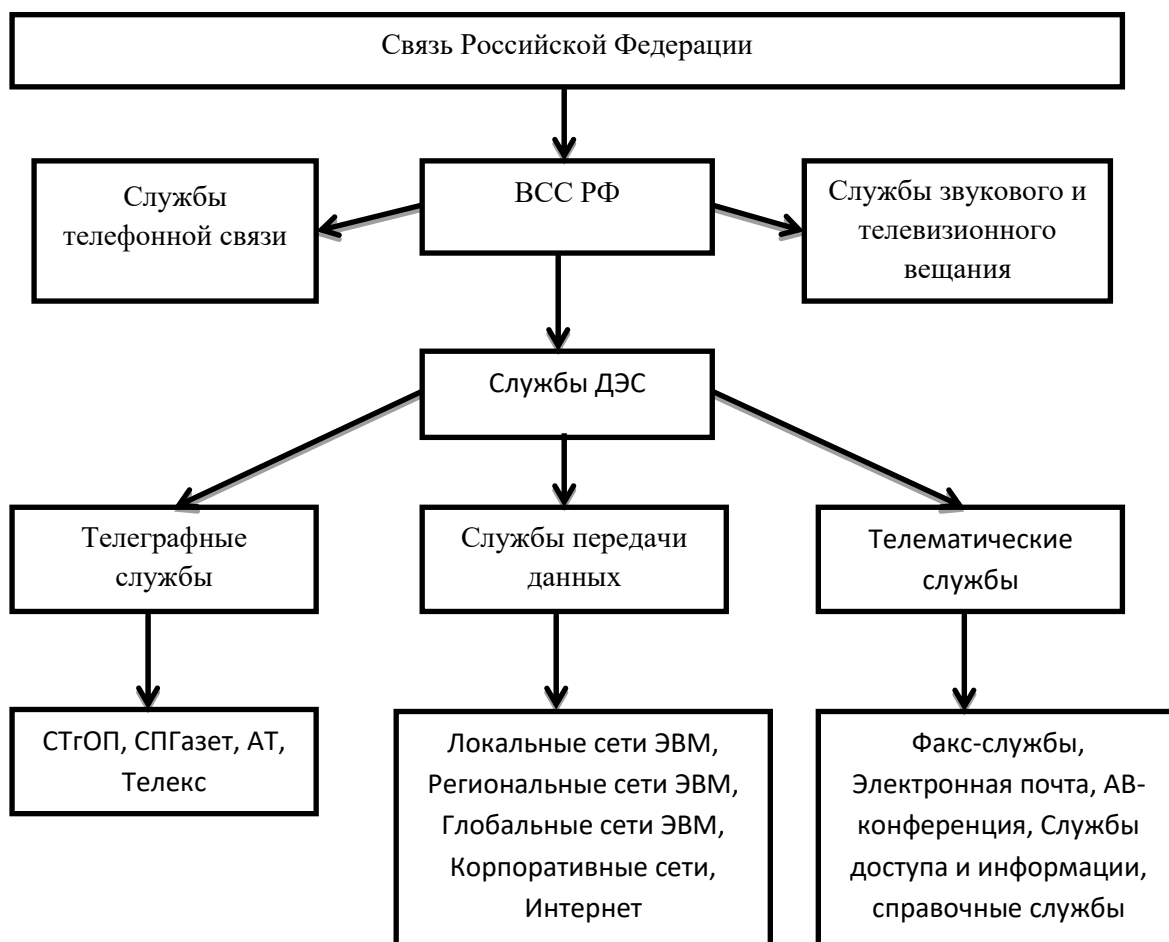 Связь Российской Федерации
Службы
телефонной связи
ВСС РФ
Службы звукового и
телевизионного
вещания
Службы ДЭС
Телеграфные
службы
Службы передачи
данных
Телематические
службы
СТгОП, СПГазет, АТ,
Телекс
Локальные сети ЭВМ,
Региональные сети ЭВМ,
Глобальные сети ЭВМ,
Корпоративные сети,
Интернет
Факс-службы,
Электронная почта, АВ-
конференция, Службы
доступа и информации,
справочные службы